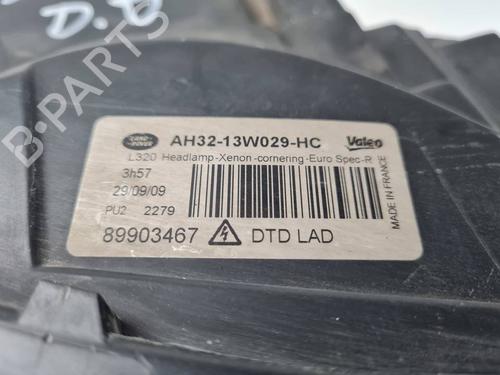 D.D
LAND
ROVER
AH32-13W029-HC
Valeo
L320 Headlamp-Xenon-cornering-Euro Spec-R
3h57
29/09/09
PU2 2279
MADE IN FRANCE
89903467 DTD LAD
B-PARTS